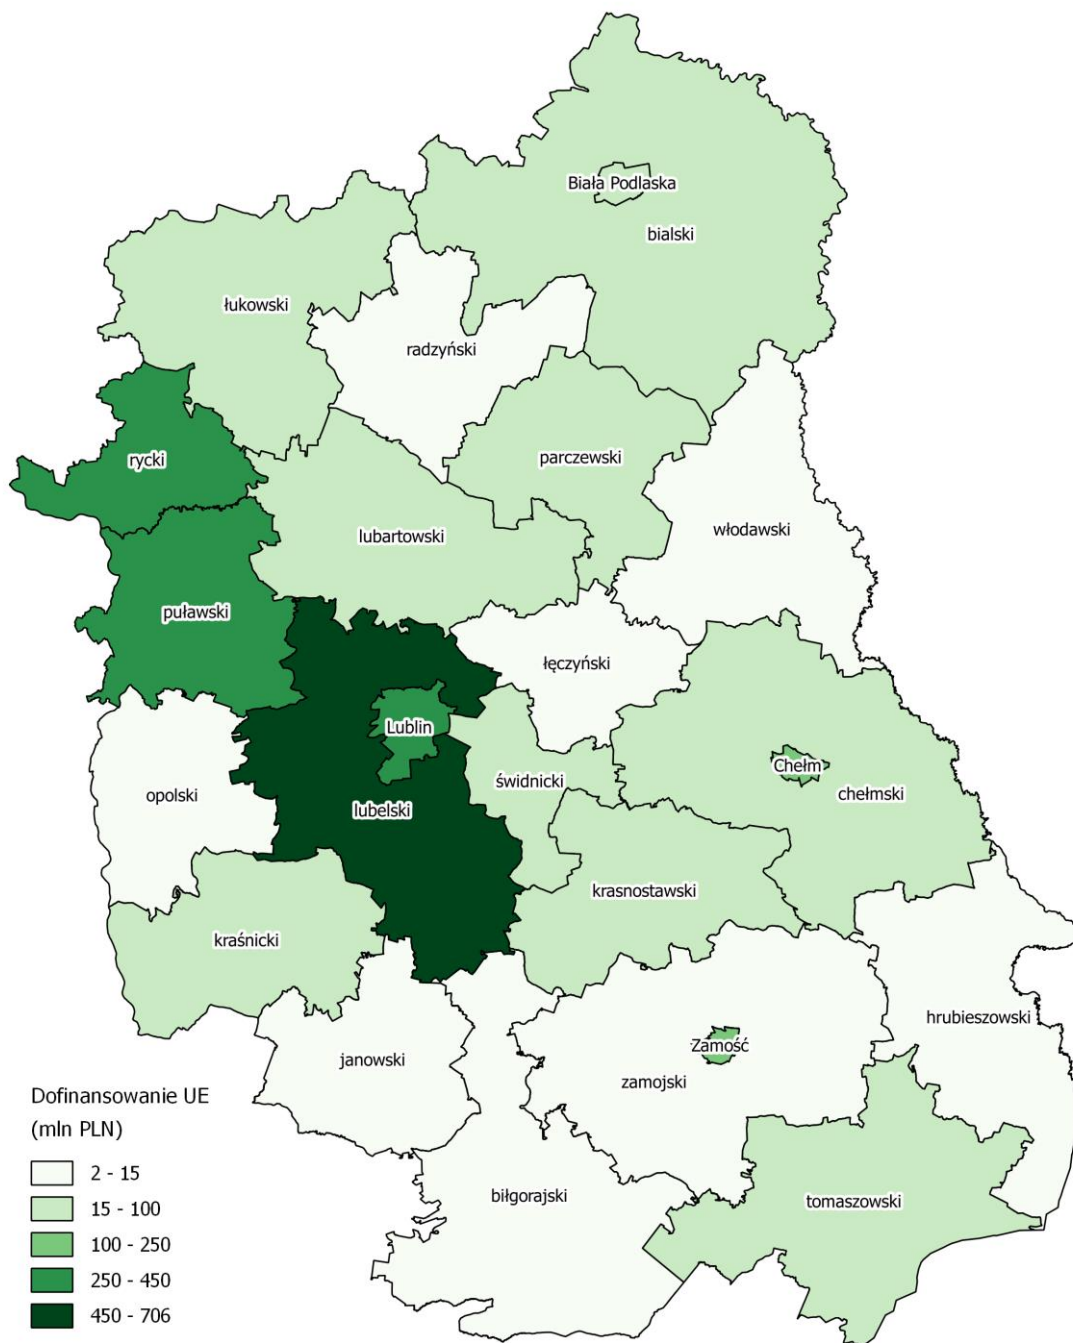 Biała Podlaska
bialski
łukowski
radzyński
rycki
parczewski
lubartowski
włodawski
puławski
łęczyński
Lublin
Chełm
świdnicki
opolski
chełmski
lubelski
krasnostawski
kraśnicki
hrubieszowski
Zamość
janowski
zamojski
biłgorajski
tomaszowski
Dofinansowanie UE
(mln PLN)
2 - 15
15 - 100
100 - 250
250 - 450
450 - 706